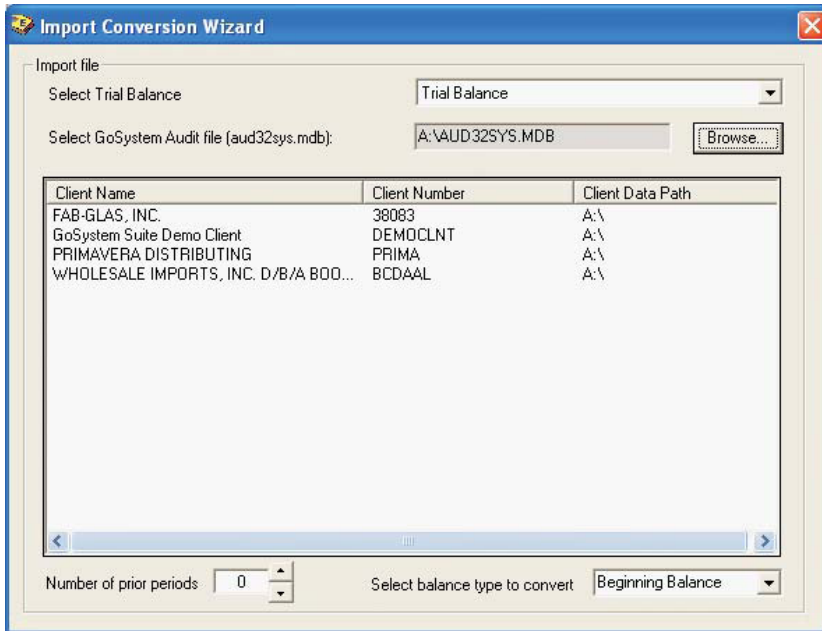 Import Conversion Wizard
Import file
Select Trial Balance Trial Balance
Select GoSystem Audit file (aud32sys.mdb): A:\AUD32SYS.MDB Browse...
Client Name Client Number Client Data Path
FAB-GLAS, INC. 38083 A:\
GoSystem Suite Demo Client DEMOCLNT A:\
PRIMAVERA DISTRIBUTING PRIMA A:\
WHOLESALE IMPORTS, INC. D/B/A BOO... BCDAAL A:\
Number of prior periods 0 Select balance type to convert Beginning Balance